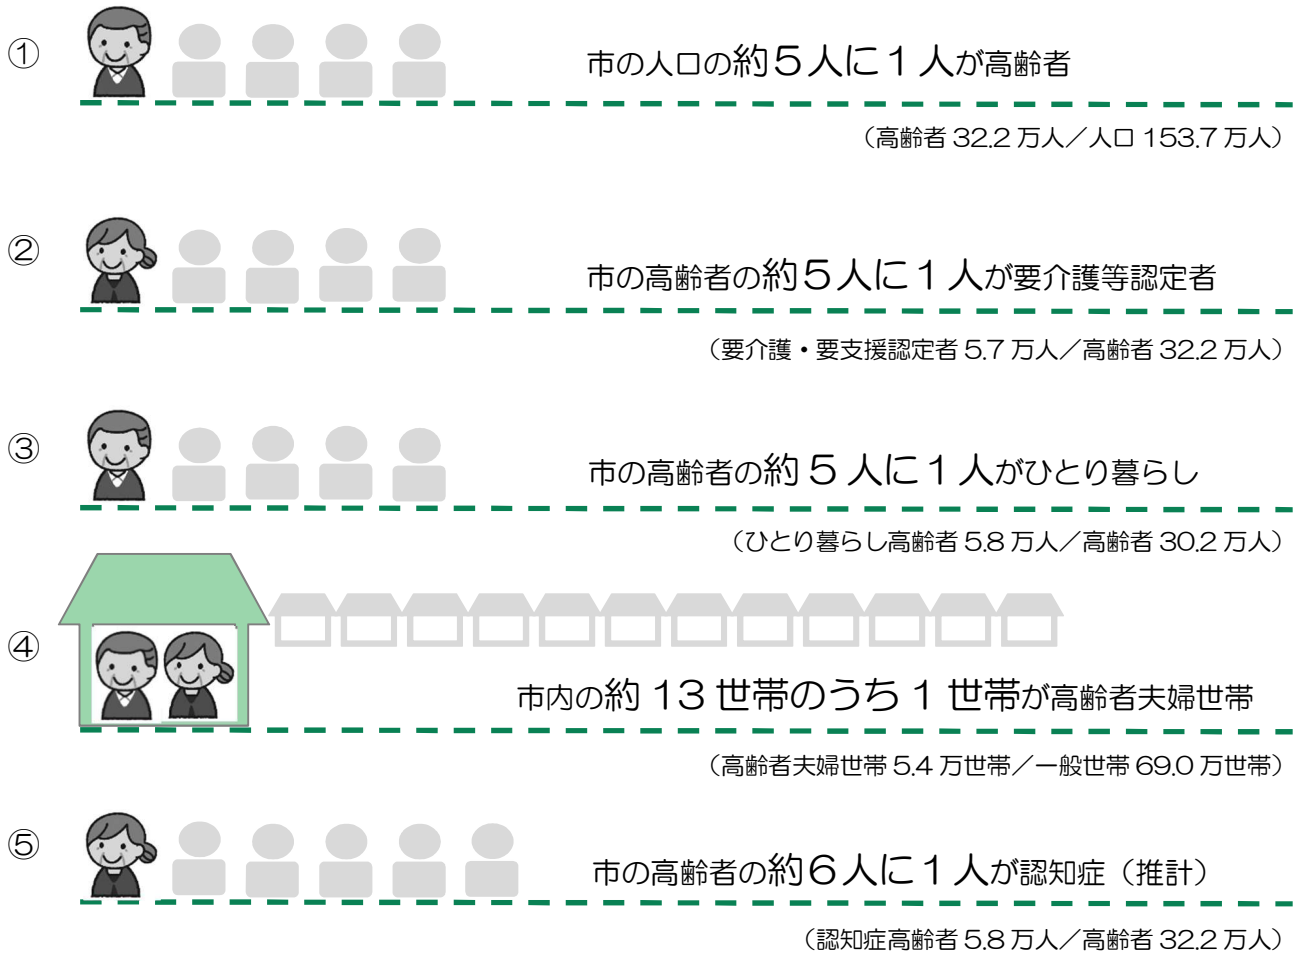 ① 市の人口の約５人に１人が高齢者
（高齢者 32.2 万人／人口 153.7 万人）
② 市の高齢者の約５人に１人が要介護等認定者
（要介護・要支援認定者 5.7 万人／高齢者 32.2 万人）
③ 市の高齢者の約 5 人に１人がひとり暮らし
（ひとり暮らし高齢者 5.8 万人／高齢者 30.2 万人）
④ 市内の約 13 世帯のうち 1 世帯が高齢者夫婦世帯
（高齢者夫婦世帯 5.4 万世帯／一般世帯 69.0 万世帯）
⑤ 市の高齢者の約６人に１人が認知症（推計）
（認知症高齢者 5.8 万人／高齢者 32.2 万人）